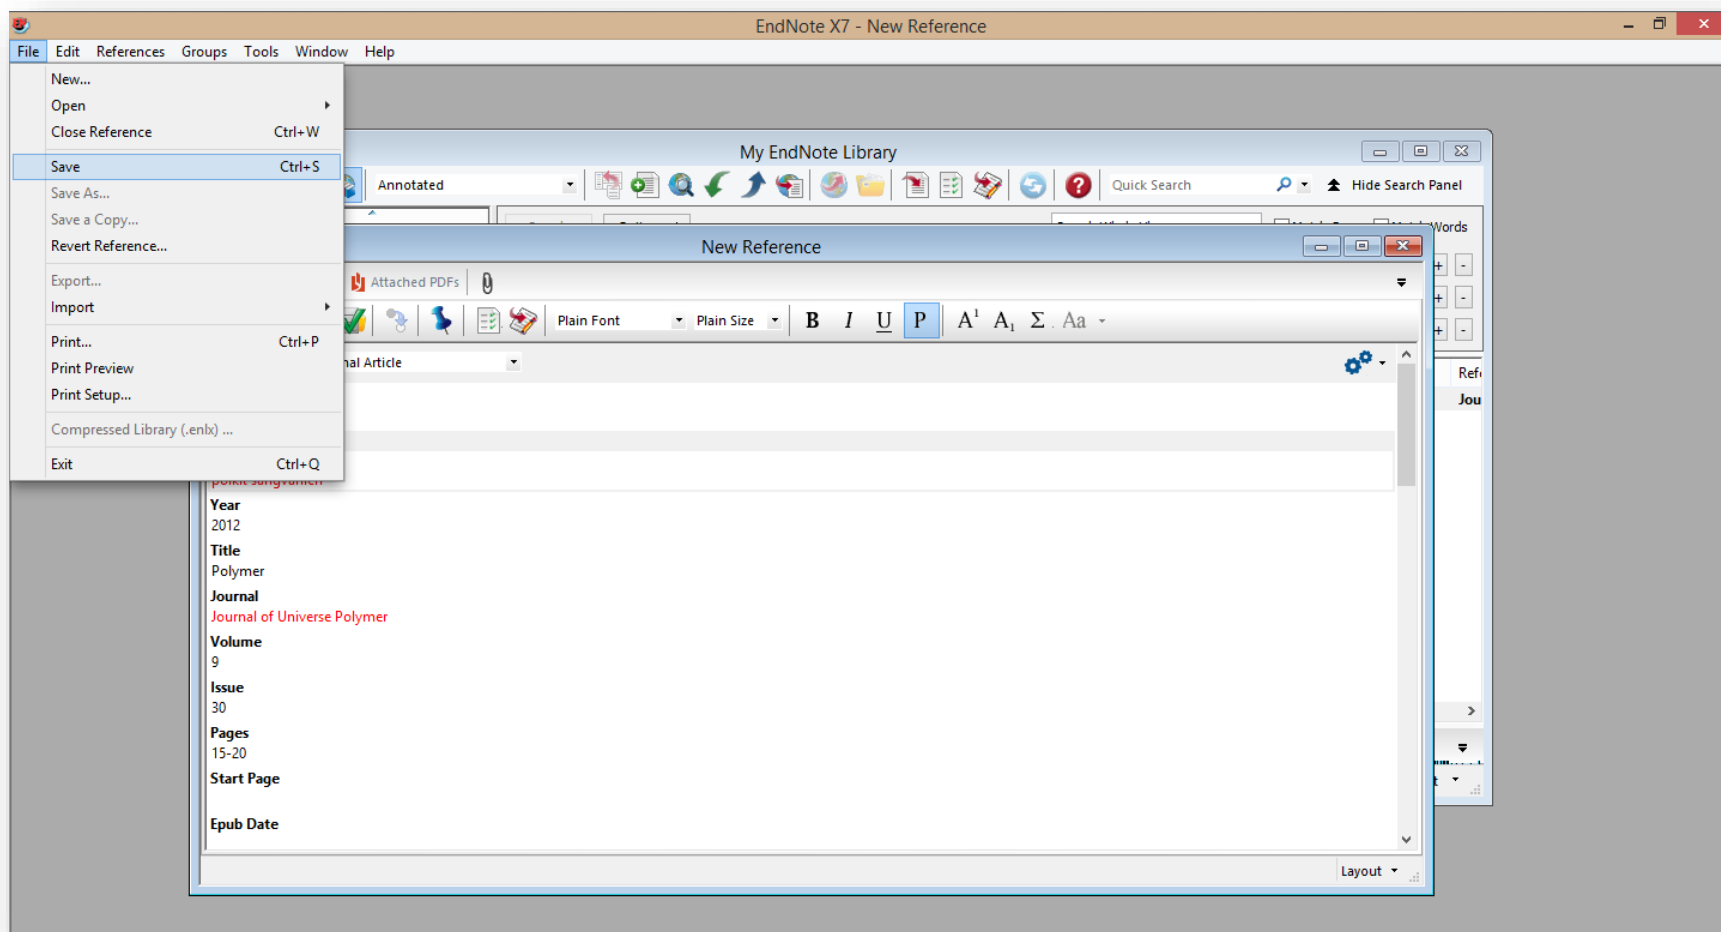 EndNote X7 - New Reference
File Edit References Groups Tools Window Help
New...
Open
Close Reference Ctrl+W
Save Ctrl+S
Save As...
Save a Copy...
Revert Reference...
Export...
Import
Print... Ctrl+P
Print Preview
Print Setup...
Compressed Library (.enlx) ...
Exit Ctrl+Q
My EndNote Library
Annotated
Quick Search
Hide Search Panel
Words
+ -
+ -
+ -
New Reference
Attached PDFs
Plain Font Plain Size B I U P A1 A1 Σ Aa
nal Article
Refe
Jou
Year
2012
Title
Polymer
Journal
Journal of Universe Polymer
Volume
9
Issue
30
Pages
15-20
Start Page
Epub Date
Layout